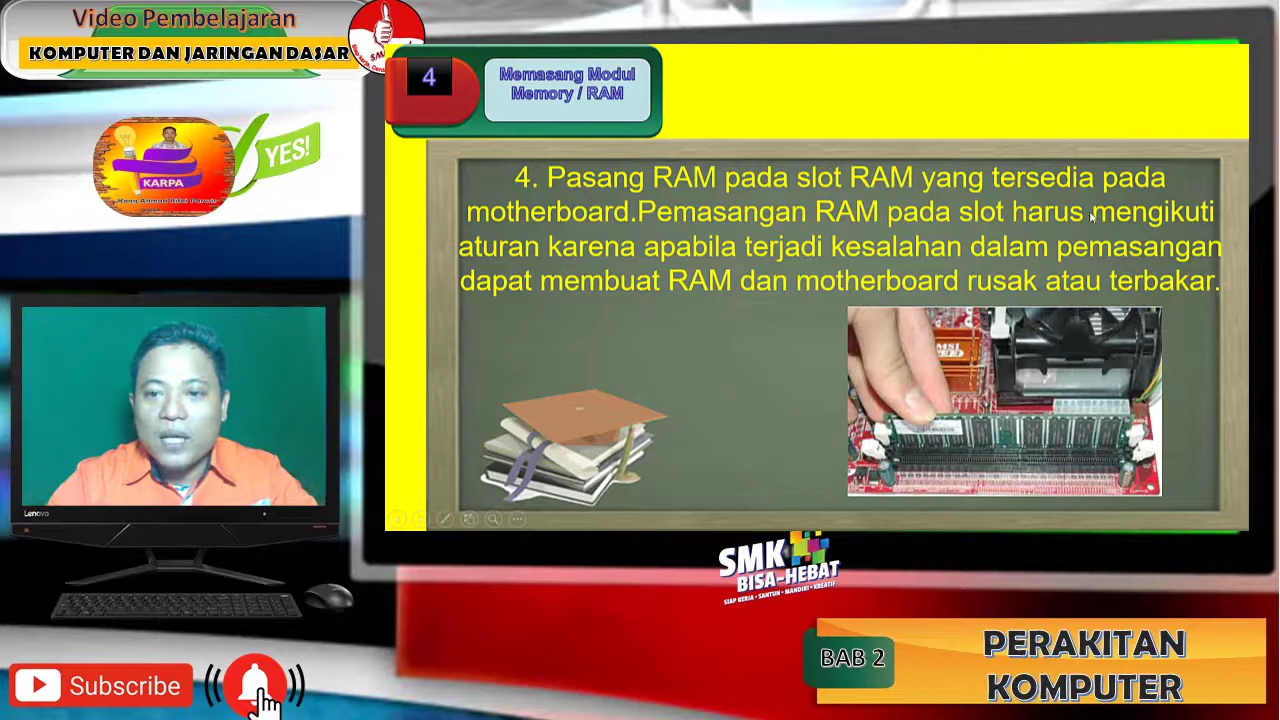 Video Pembelajaran
KOMPUTER DAN JARINGAN DASAR
4
Memasang Modul
Memory / RAM
YES!
KARPA
4. Pasang RAM pada slot RAM yang tersedia pada
motherboard.Pemasangan RAM pada slot harus mengikuti
aturan karena apabila terjadi kesalahan dalam pemasangan
dapat membuat RAM dan motherboard rusak atau terbakar.
MSI
Lenovo
SMK
BISA-HEBAT
SIAP KERJA • SANTUN • MANDIRI • KREATIF
BAB 2
PERAKITAN
KOMPUTER
Subscribe